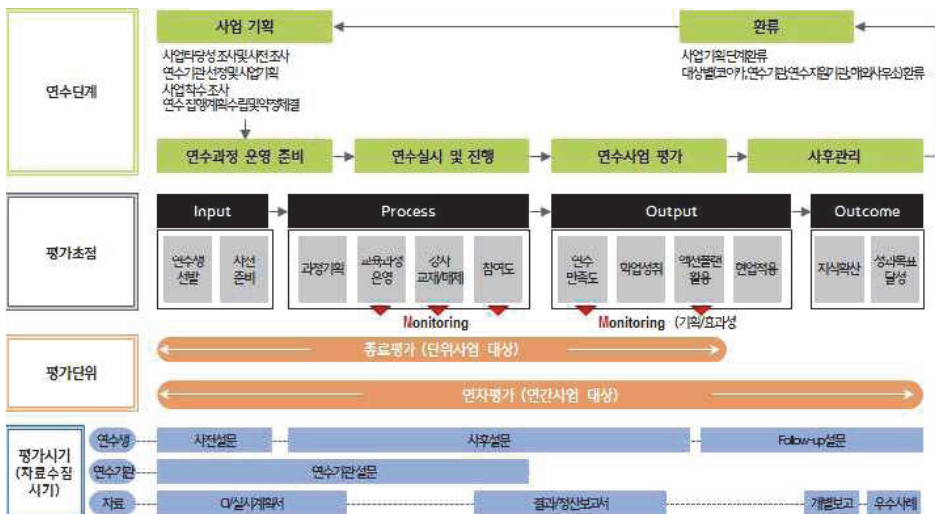 사업 기획
환류
사업타당성 조사및사전조사
연수기관선정및사업기획
사업착수조사
연수집행계획수립및약정체결
사업기획단계환류
대상별(코이카,연수기관,연수지원기관,해외사무소)환류
연수단계
연수과정 운영 준비
연수실시 및 진행
연수사업 평가
사후관리
평가초점
Input
Process
Output
Outcome
연수생
선발
사전
준비
과정기획
교육과정
운영
강사
교재/매체
참여도
연수
만족도
학업성취
액션플랜
활용
현업적용
지식확산
성과목표
달성
Monitoring
Monitoring (기획/효과성
평가단위
종료평가 (단위사업 대상)
연차평가 (연간사업 대상)
평가시기
(자료수집
시기)
연수생
사전설문
사후설문
Follow-up설문
연수기관
연수기관설문
자료
CI/실시계획서
결과/정산보고서
개별보고
우수사례